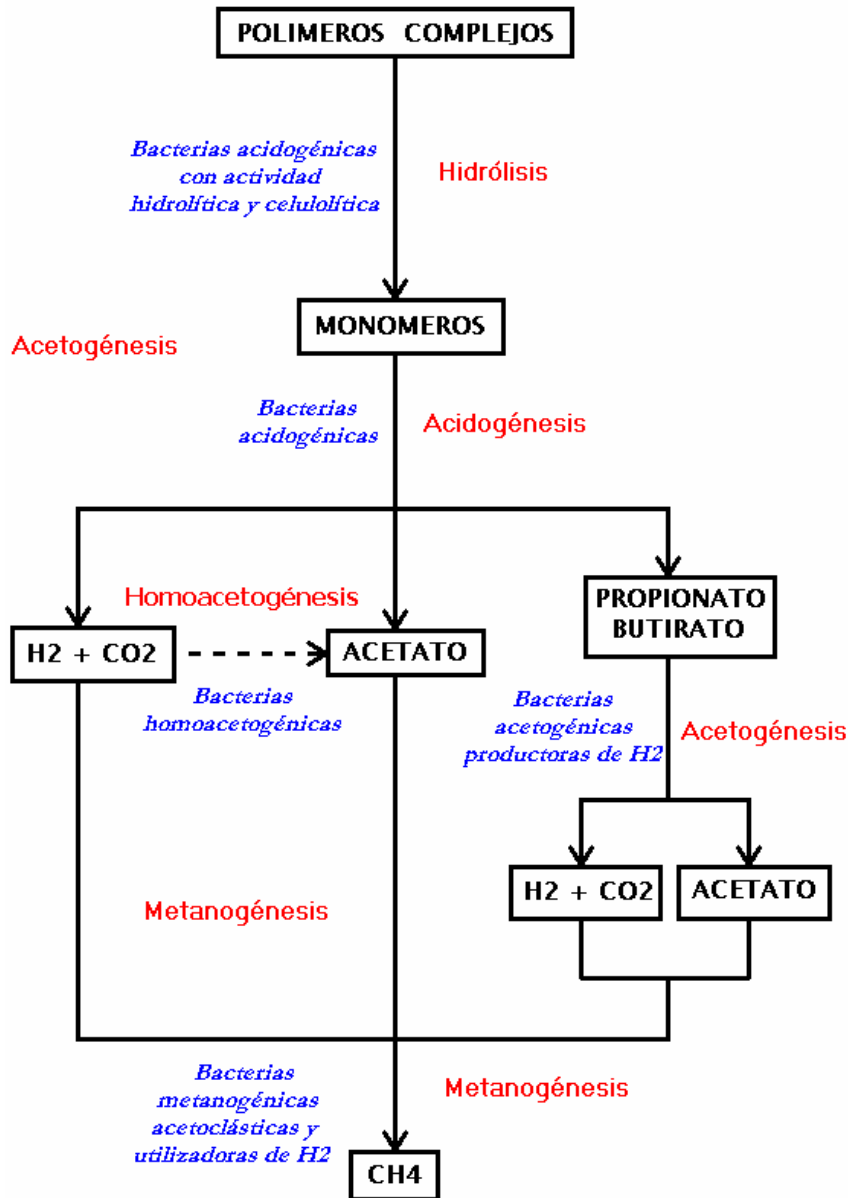 POLIMEROS COMPLEJOS
Bacterias acidogénicas
con actividad
hidrolítica y celulolítica
Hidrólisis
MONOMEROS
Acetogénesis
Bacterias
acidogénicas
Acidogénesis
Homoacetogénesis
PROPIONATO
BUTIRATO
H2 + CO2
ACETATO
Bacterias
homoacetogénicas
Bacterias
acetogénicas
productoras de H2
Acetogénesis
H2 + CO2
ACETATO
Metanogénesis
Bacterias
metanogénicas
acetoclásticas y
utilizadoras de H2
Metanogénesis
CH4